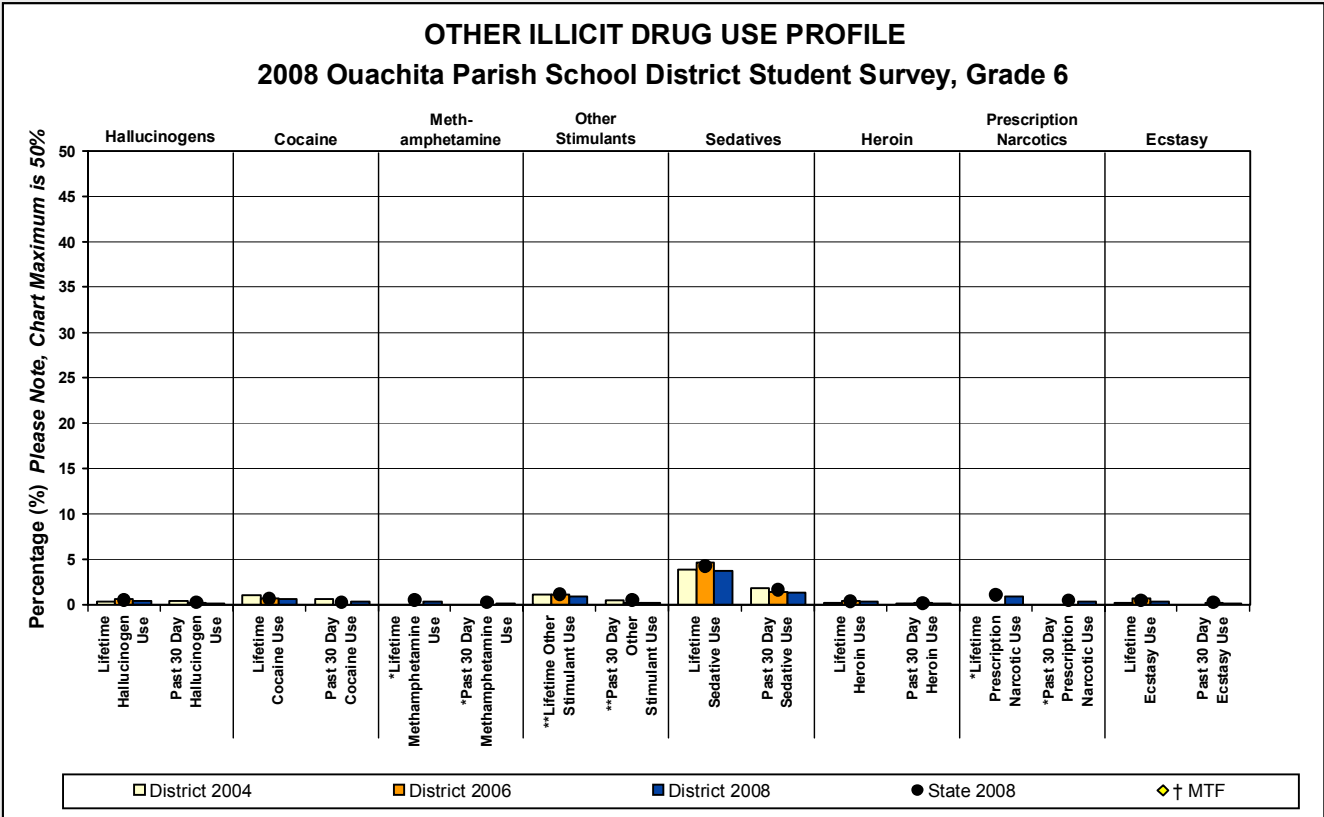 OTHER ILLICIT DRUG USE PROFILE
2008 Ouachita Parish School District Student Survey, Grade 6
Hallucinogens
Cocaine
Meth-
amphetamine
Other
Stimulants
Sedatives
Heroin
Prescription
Narcotics
Ecstasy
Percentage (%) Please Note, Chart Maximum is 50%
50
45
40
35
30
25
20
15
10
5
0
Lifetime
Hallucinogen
Use
Past 30 Day
Hallucinogen
Use
Lifetime
Cocaine Use
Past 30 Day
Cocaine Use
*Lifetime
Methamphetamine
Use
*Past 30 Day
Methamphetamine
Use
**Lifetime Other
Stimulant Use
**Past 30 Day
Other
Stimulant Use
Lifetime
Sedative Use
Past 30 Day
Sedative Use
Lifetime
Heroin Use
Past 30 Day
Heroin Use
*Lifetime
Prescription
Narcotic Use
*Past 30 Day
Prescription
Narcotic Use
Lifetime
Ecstasy Use
Past 30 Day
Ecstasy Use
District 2004
District 2006
District 2008
State 2008
† MTF